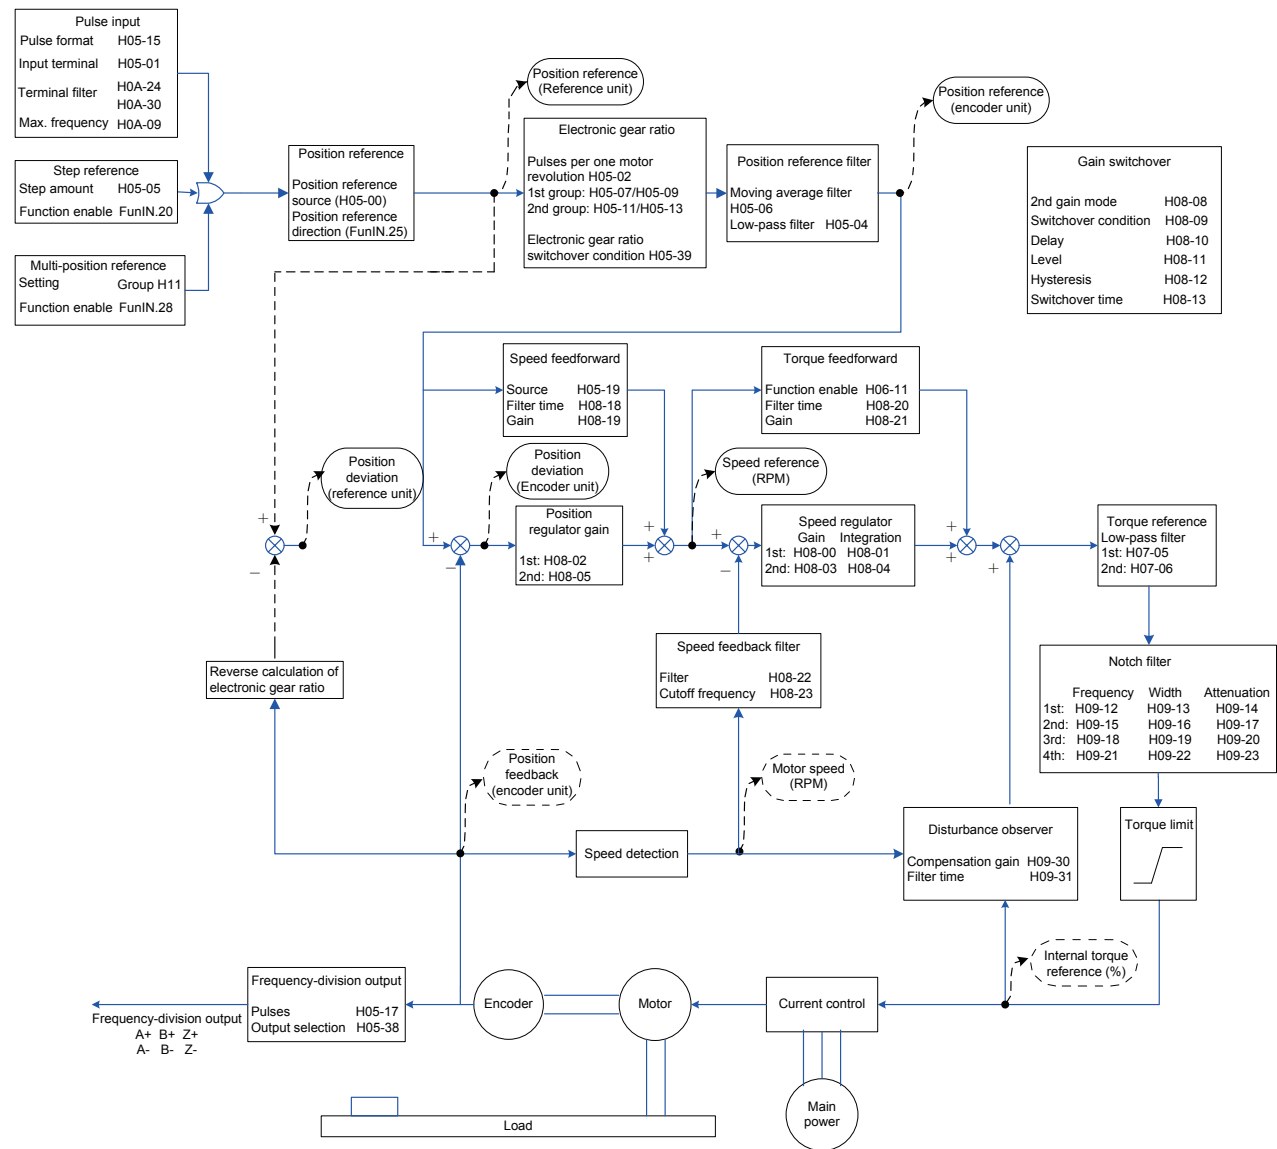 Pulse input
Pulse format H05-15
Input terminal H05-01
Terminal filter H0A-24
H0A-30
Max. frequency H0A-09
Step reference
Step amount H05-05
Function enable FunIN.20
Multi-position reference
Setting Group H11
Function enable FunIN.28
Position reference
Position reference
source (H05-00)
Position reference
direction (FunIN.25)
Position reference
(Reference unit)
Electronic gear ratio
Pulses per one motor
revolution H05-02
1st group: H05-07/H05-09
2nd group: H05-11/H05-13
Electronic gear ratio
switchover condition H05-39
Position reference filter
Moving average filter
H05-06
Low-pass filter H05-04
Position reference
(encoder unit)
Gain switchover
2nd gain mode H08-08
Switchover condition H08-09
Delay H08-10
Level H08-11
Hysteresis H08-12
Switchover time H08-13
Speed feedforward
Source H05-19
Filter time H08-18
Gain H08-19
Torque feedforward
Function enable H06-11
Filter time H08-20
Gain H08-21
Position
deviation
(reference unit)
Position
deviation
(Encoder unit)
Speed reference
(RPM)
+
−
+
−
Position
regulator gain
1st: H08-02
2nd: H08-05
+
+
+
−
Speed regulator
Gain Integration
1st: H08-00 H08-01
2nd: H08-03 H08-04
+
+
+
Torque reference
Low-pass filter
1st: H07-05
2nd: H07-06
Reverse calculation of
electronic gear ratio
Speed feedback filter
Filter H08-22
Cutoff frequency H08-23
Notch filter
Frequency Width Attenuation
1st: H09-12 H09-13 H09-14
2nd: H09-15 H09-16 H09-17
3rd: H09-18 H09-19 H09-20
4th: H09-21 H09-22 H09-23
Position
feedback
(encoder unit)
Motor speed
(RPM)
Speed detection
Disturbance observer
Compensation gain H09-30
Filter time H09-31
Torque limit
Internal torque
reference (%)
Frequency-division output
Pulses H05-17
Output selection H05-38
Frequency-division output
A+ B+ Z+
A- B- Z-
Encoder
Motor
Current control
Main
power
Load